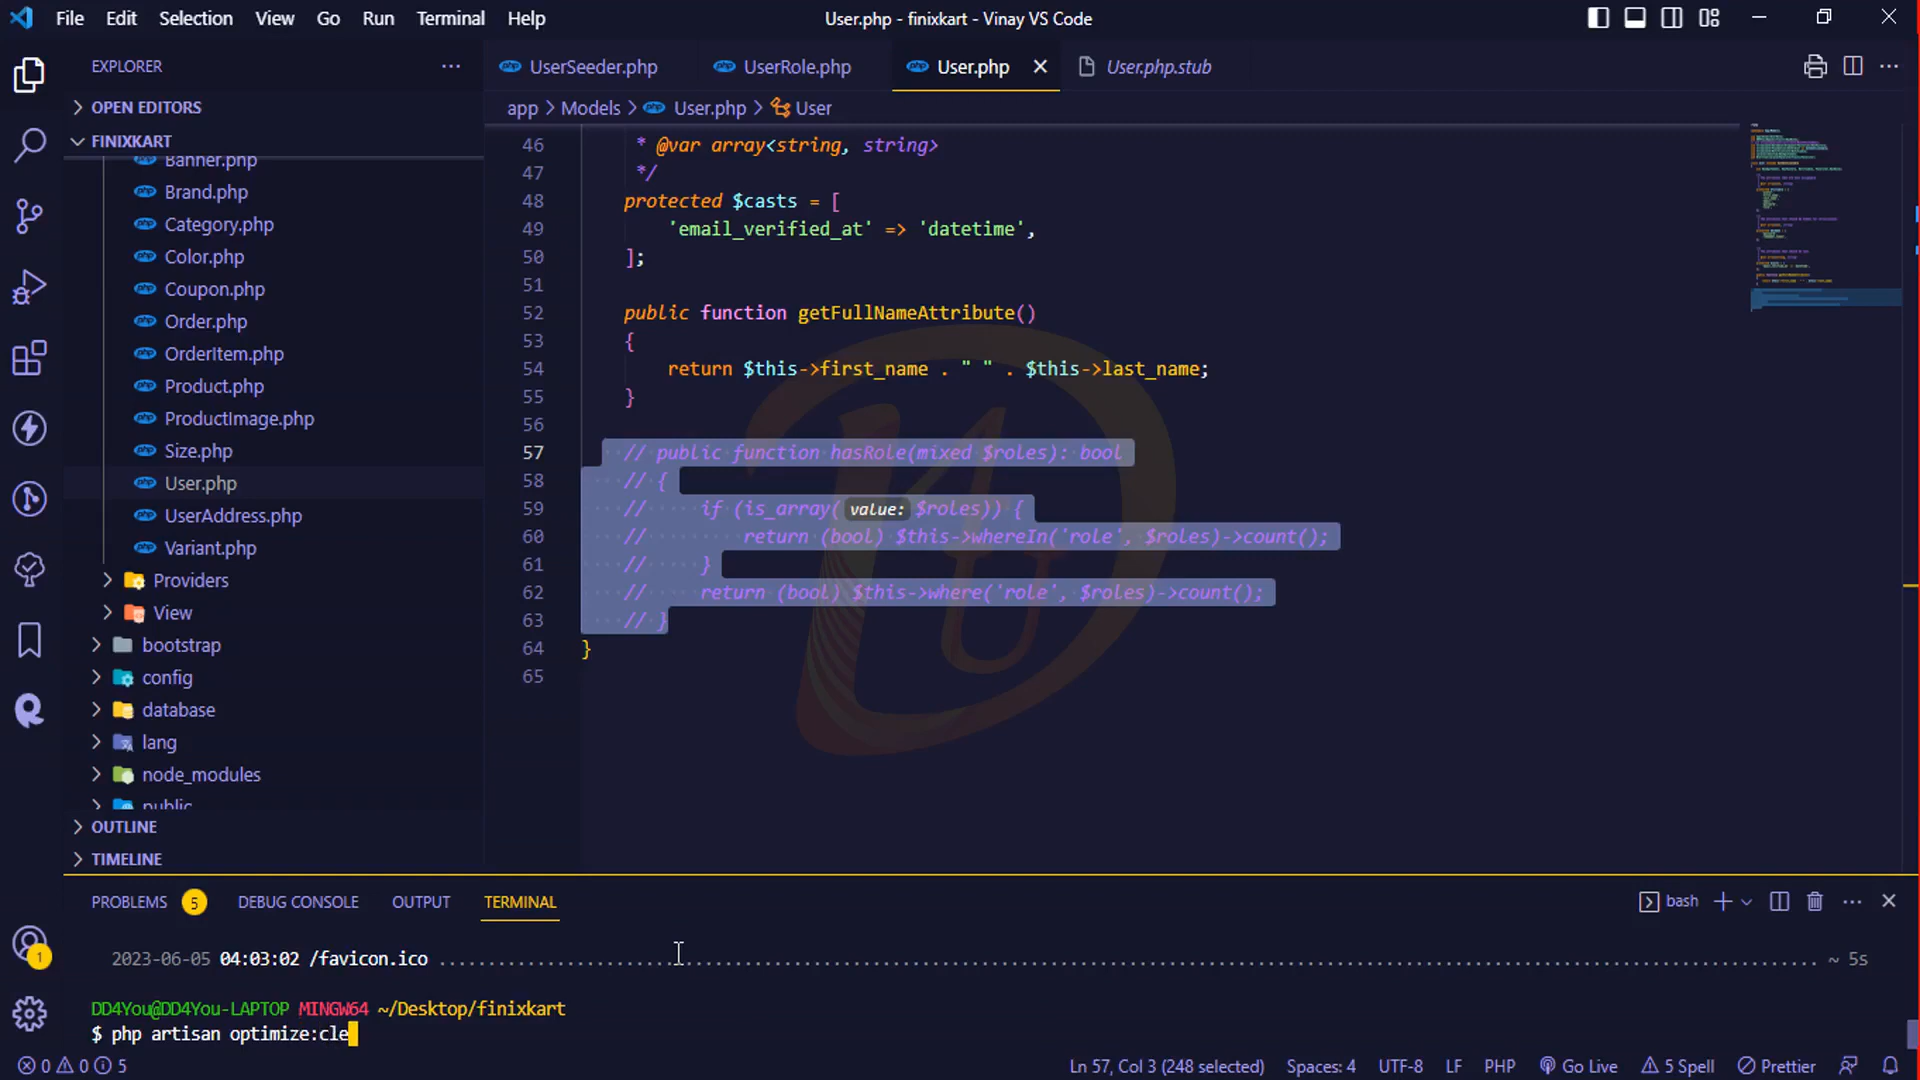 File Edit Selection View Go Run Terminal Help User.php - finixkart - Vinay VS Code
EXPLORER
OPEN EDITORS
FINIXKART
Banner.php
Brand.php
Category.php
Color.php
Coupon.php
Order.php
OrderItem.php
Product.php
ProductImage.php
Size.php
User.php
UserAddress.php
Variant.php
Providers
View
bootstrap
config
database
lang
node_modules
public
OUTLINE
TIMELINE
UserSeeder.php UserRole.php User.php User.php.stub
app > Models > User.php > User
46 * @var array<string, string>
47 */
48 protected $casts = [
49 'email_verified_at' => 'datetime',
50 ];
51
52 public function getFullNameAttribute()
53 {
54 return $this->first_name . " " . $this->last_name;
55 }
56
57 // public function hasRole(mixed $roles): bool
58 // {
59 // if (is_array(value: $roles)) {
60 // return (bool) $this->whereIn('role', $roles)->count();
61 // }
62 // return (bool) $this->where('role', $roles)->count();
63 // }
64 }
65
PROBLEMS 5 DEBUG CONSOLE OUTPUT TERMINAL bash
2023-06-05 04:03:02 /favicon.ico ........................................ ~ 5s
DD4You@DD4You-LAPTOP MINGW64 ~/Desktop/finixkart
$ php artisan optimize:cle
1
0 0 5 Ln 57, Col 3 (248 selected) Spaces: 4 UTF-8 LF PHP Go Live 5 Spell Prettier